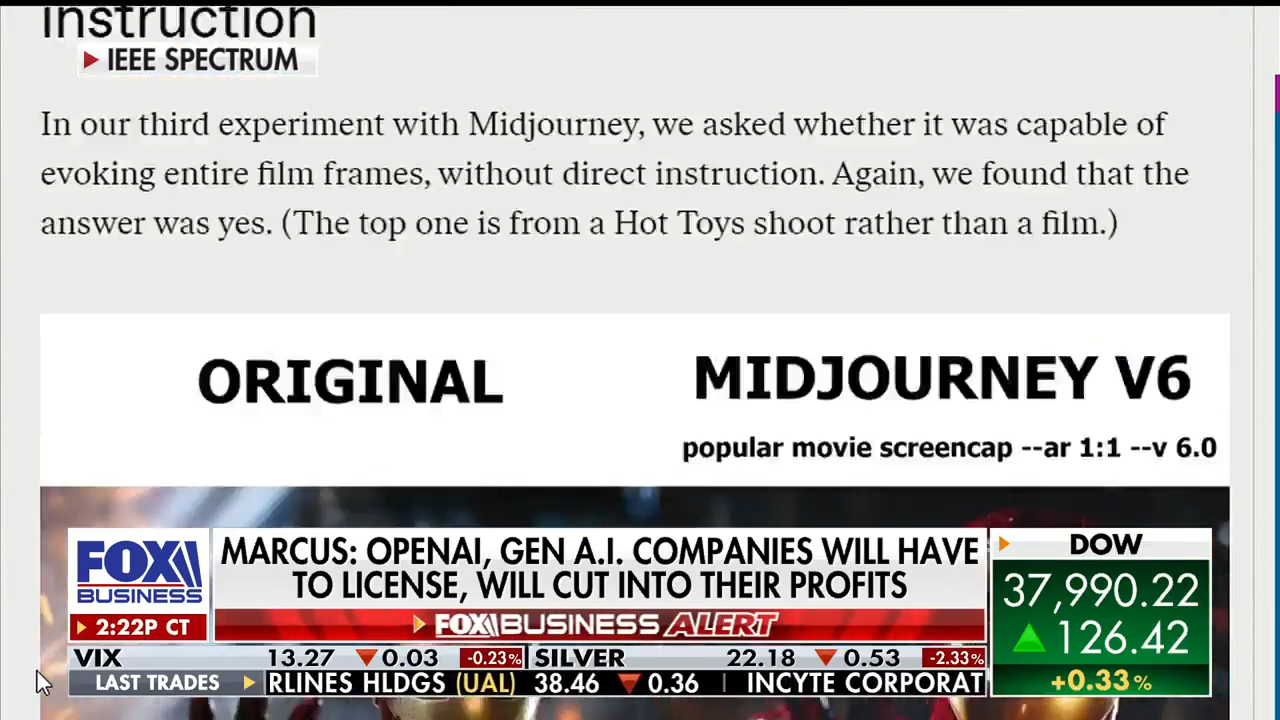 Instruction
IEEE SPECTRUM
In our third experiment with Midjourney, we asked whether it was capable of
evoking entire film frames, without direct instruction. Again, we found that the
answer was yes. (The top one is from a Hot Toys shoot rather than a film.)
ORIGINAL
MIDJOURNEY V6
popular movie screencap --ar 1:1 --v 6.0
FOX
BUSINESS
2:22P CT
MARCUS: OPENAI, GEN A.I. COMPANIES WILL HAVE
TO LICENSE, WILL CUT INTO THEIR PROFITS
FOX BUSINESS ALERT
DOW
37,990.22
126.42
+0.33%
VIX 13.27 0.03 -0.23% SILVER 22.18 0.53 -2.33%
LAST TRADES RLINES HLDGS (UAL) 38.46 0.36 INCYTE CORPORAT